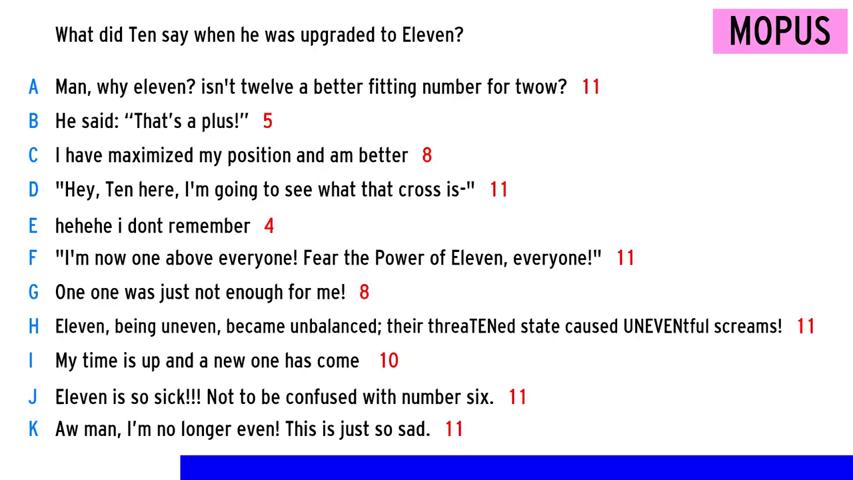 What did Ten say when he was upgraded to Eleven?
MOPUS
A Man, why eleven? isn't twelve a better fitting number for twow? 11
B He said: “That’s a plus!” 5
C I have maximized my position and am better 8
D "Hey, Ten here, I'm going to see what that cross is-" 11
E hehehe i dont remember 4
F "I'm now one above everyone! Fear the Power of Eleven, everyone!" 11
G One one was just not enough for me! 8
H Eleven, being uneven, became unbalanced; their threaTENed state caused UNEVENtful screams! 11
I My time is up and a new one has come 10
J Eleven is so sick!!! Not to be confused with number six. 11
K Aw man, I’m no longer even! This is just so sad. 11